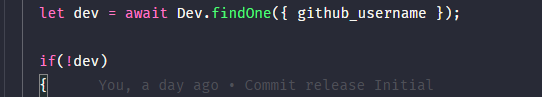 let dev = await Dev.findOne({ github_username });
if(!dev)
{ You, a day ago • Commit release Initial